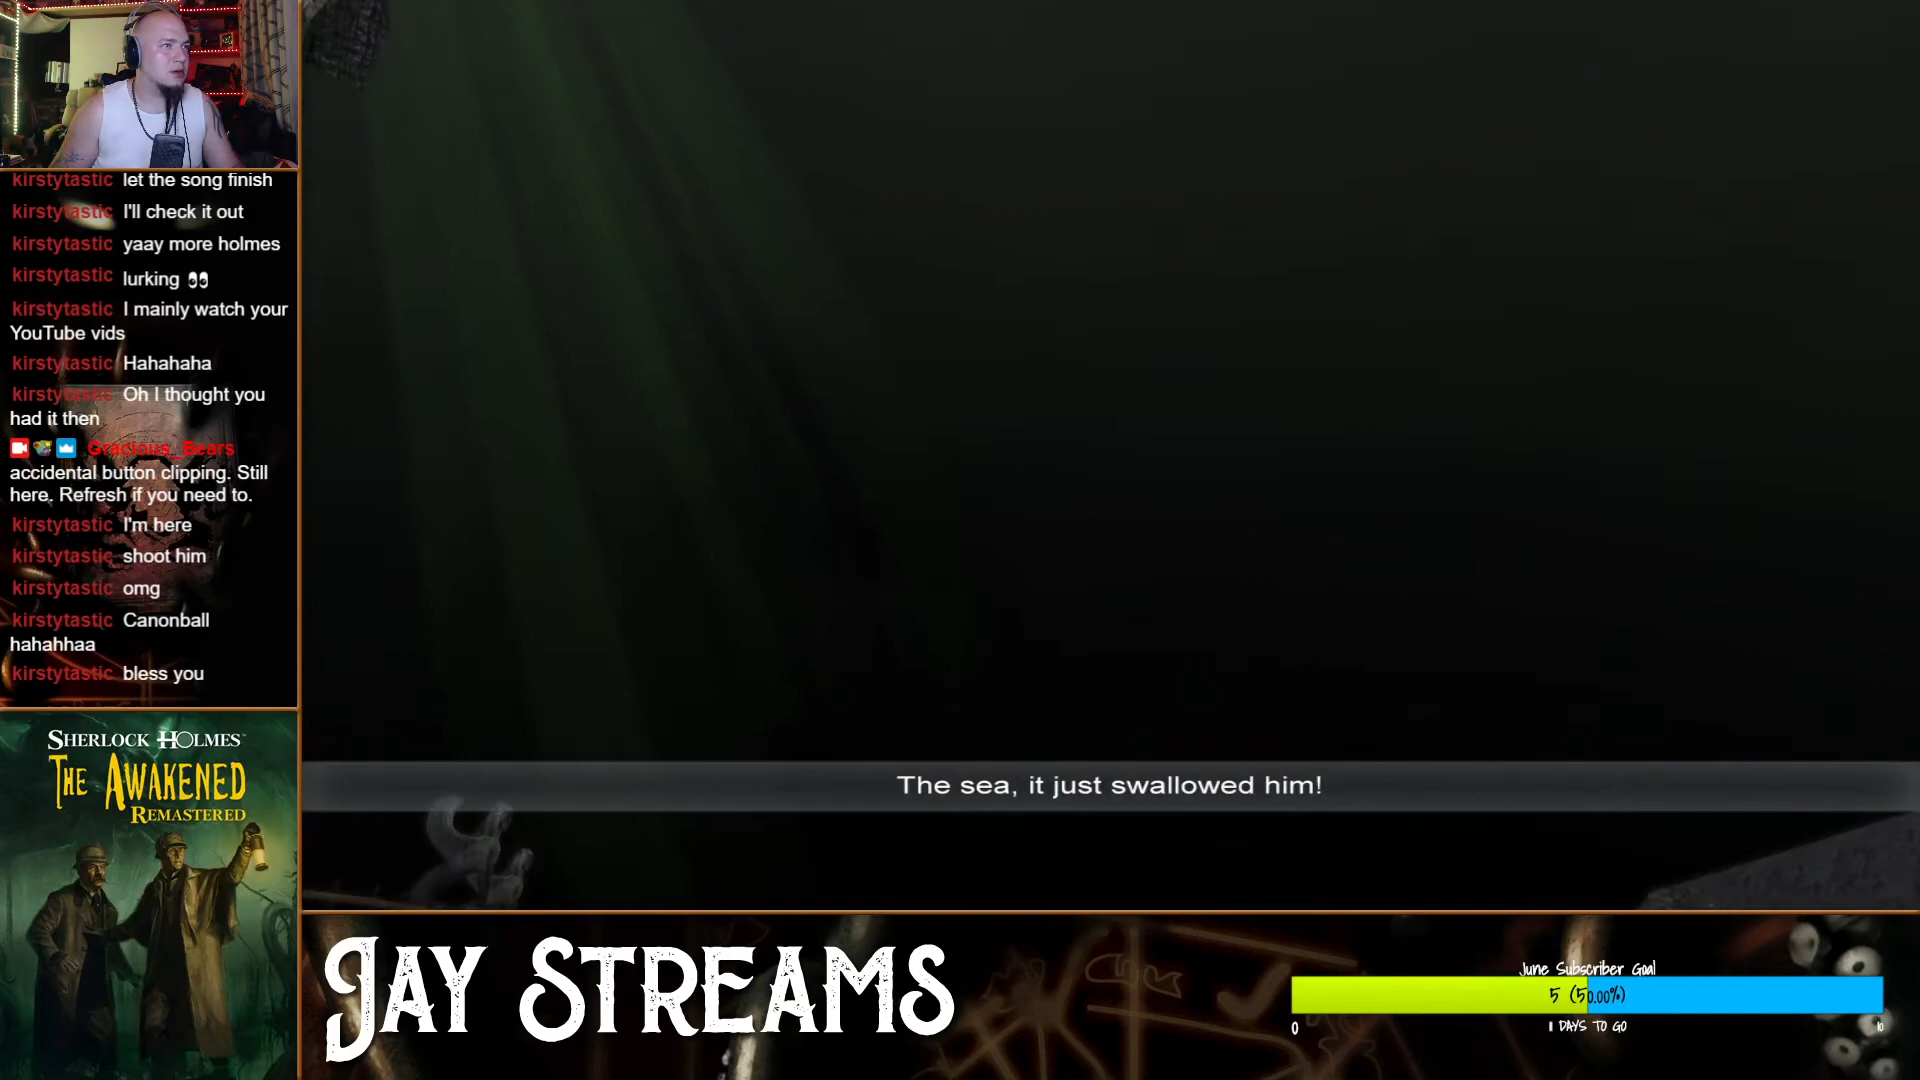 kirstytastic let the song finish
kirstytastic I'll check it out
kirstytastic yaay more holmes
kirstytastic lurking 👀
kirstytastic I mainly watch your
YouTube vids
kirstytastic Hahahaha
kirstytastic Oh I thought you
had it then
Gracious_Bears
accidental button clipping. Still
here. Refresh if you need to.
kirstytastic I'm here
kirstytastic shoot him
kirstytastic omg
kirstytastic Canonball
hahahhaa
kirstytastic bless you
SHERLOCK HOLMES™
THE AWAKENED
REMASTERED
The sea, it just swallowed him!
JAY STREAMS
June Subscriber Goal
5 (50.00%)
0
11 DAYS TO GO
10